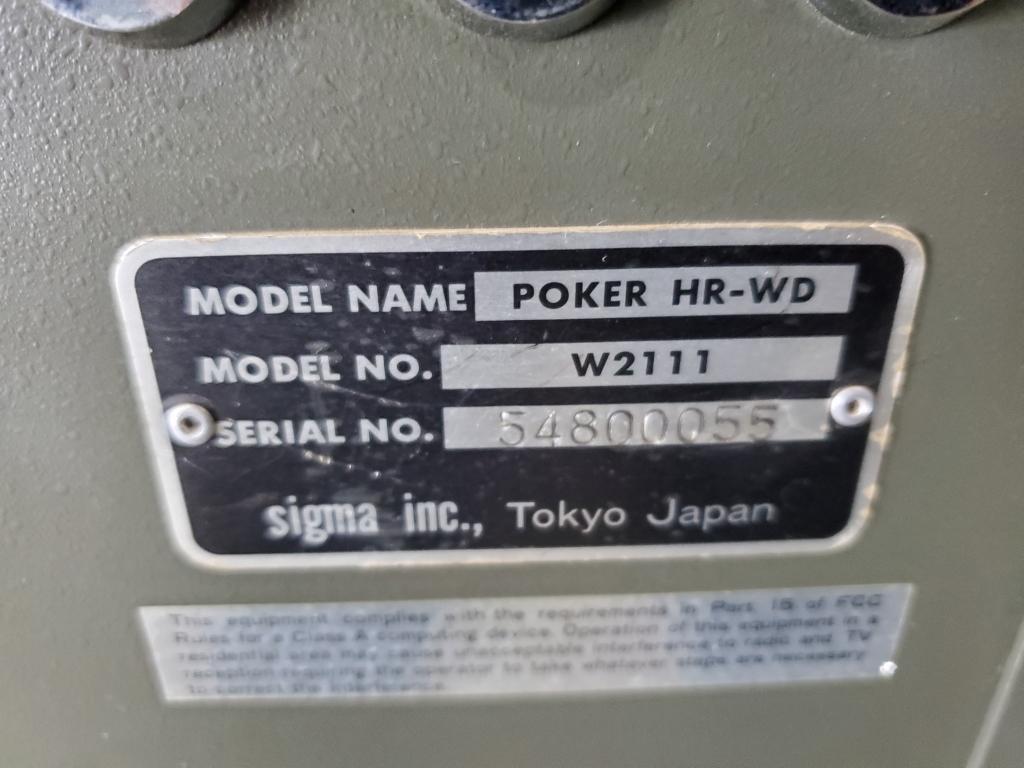 MODEL NAME POKER HR-WD
MODEL NO. W2111
SERIAL NO. 54800055
sigma inc., Tokyo Japan
This equipment complies with the requirements in Part 15 of FCC
Rules for a Class A computing device. Operation of this equipment in a
residential area may cause unacceptable interference to radio and TV
reception requiring the operator to take whatever steps are necessary
to correct the interference.